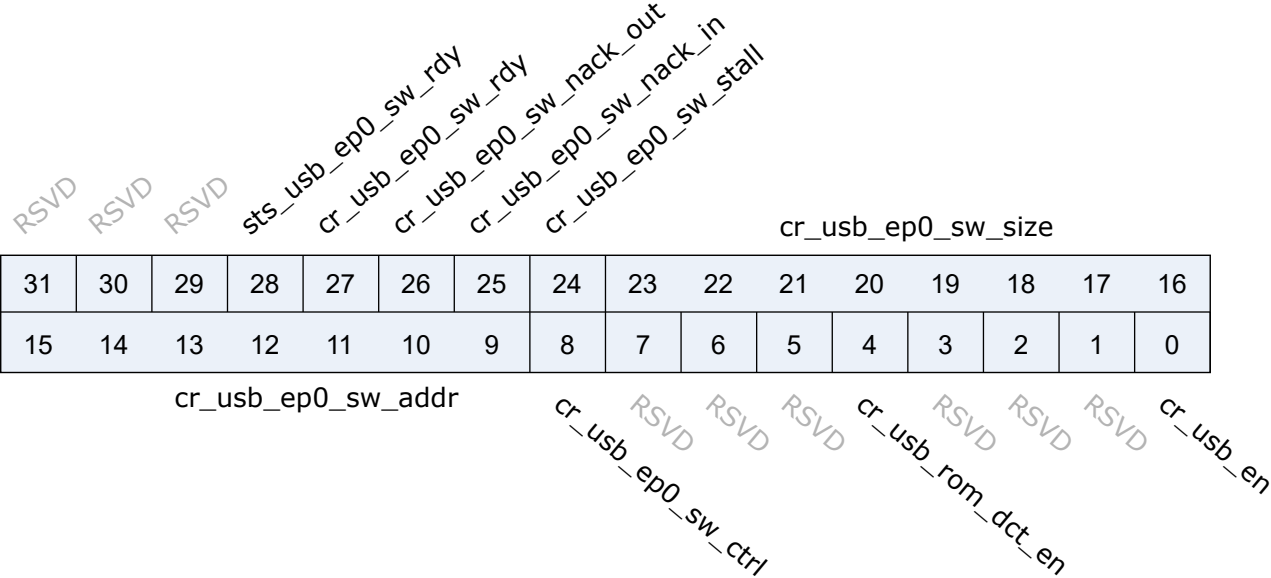 RSVD
RSVD
RSVD
sts_usb_ep0_sw_rdy
cr_usb_ep0_sw_rdy
cr_usb_ep0_sw_nack_out
cr_usb_ep0_sw_nack_in
cr_usb_ep0_sw_stall
cr_usb_ep0_sw_size
31 30 29 28 27 26 25 24 23 22 21 20 19 18 17 16
15 14 13 12 11 10 9 8 7 6 5 4 3 2 1 0
cr_usb_ep0_sw_addr
cr_usb_ep0_sw_ctrl
RSVD
RSVD
RSVD
cr_usb_rom_dct_en
RSVD
RSVD
RSVD
cr_usb_en